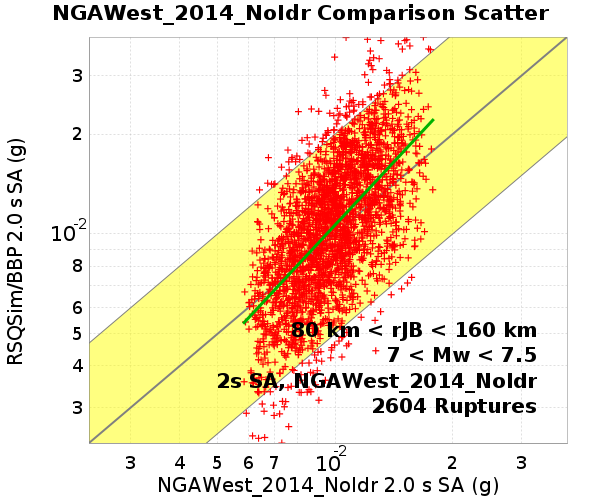 NGAWest_2014_NoIdr Comparison Scatter
RSQSim/BBP 2.0 s SA (g)
3
2
10-2
8
6
5
4
3
80 km < rJB < 160 km
7 < Mw < 7.5
2s SA, NGAWest_2014_NoIdr
2604 Ruptures
3 4 5 6 7 10-2 2 3
NGAWest_2014_NoIdr 2.0 s SA (g)